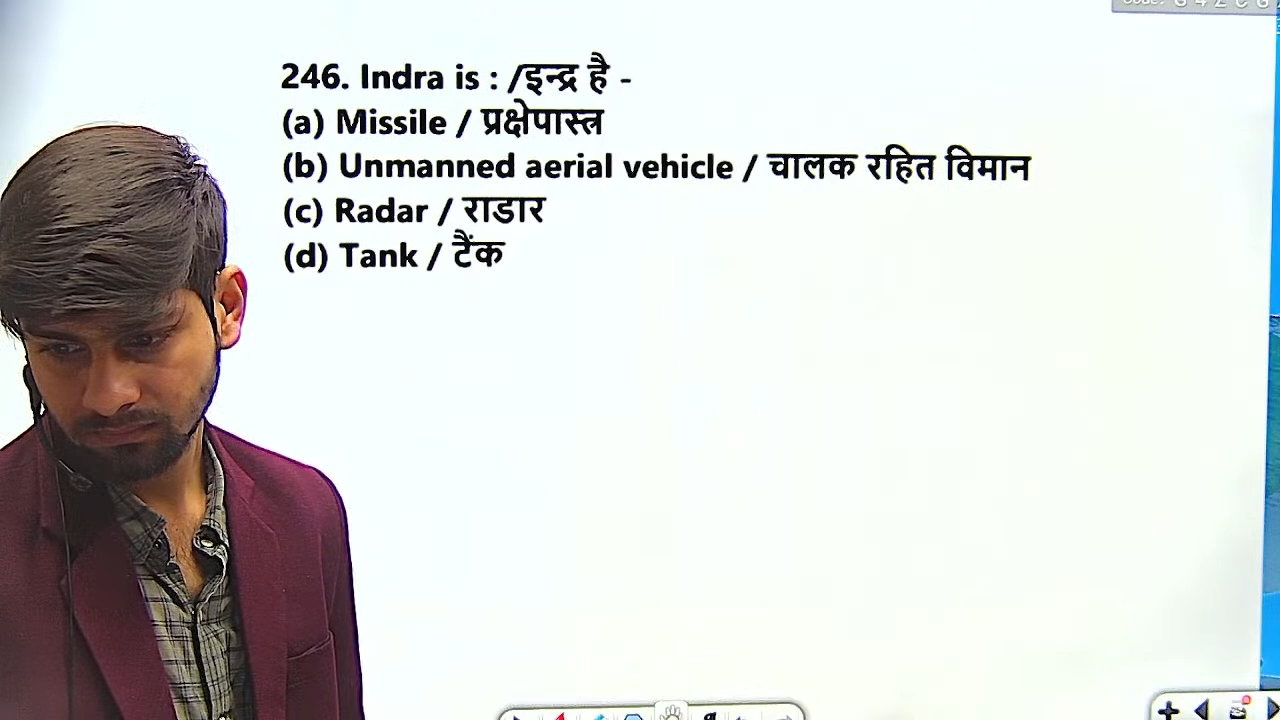 246. Indra is : /इन्द्र है -
(a) Missile / प्रक्षेपास्त्र
(b) Unmanned aerial vehicle / चालक रहित विमान
(c) Radar / राडार
(d) Tank / टैंक